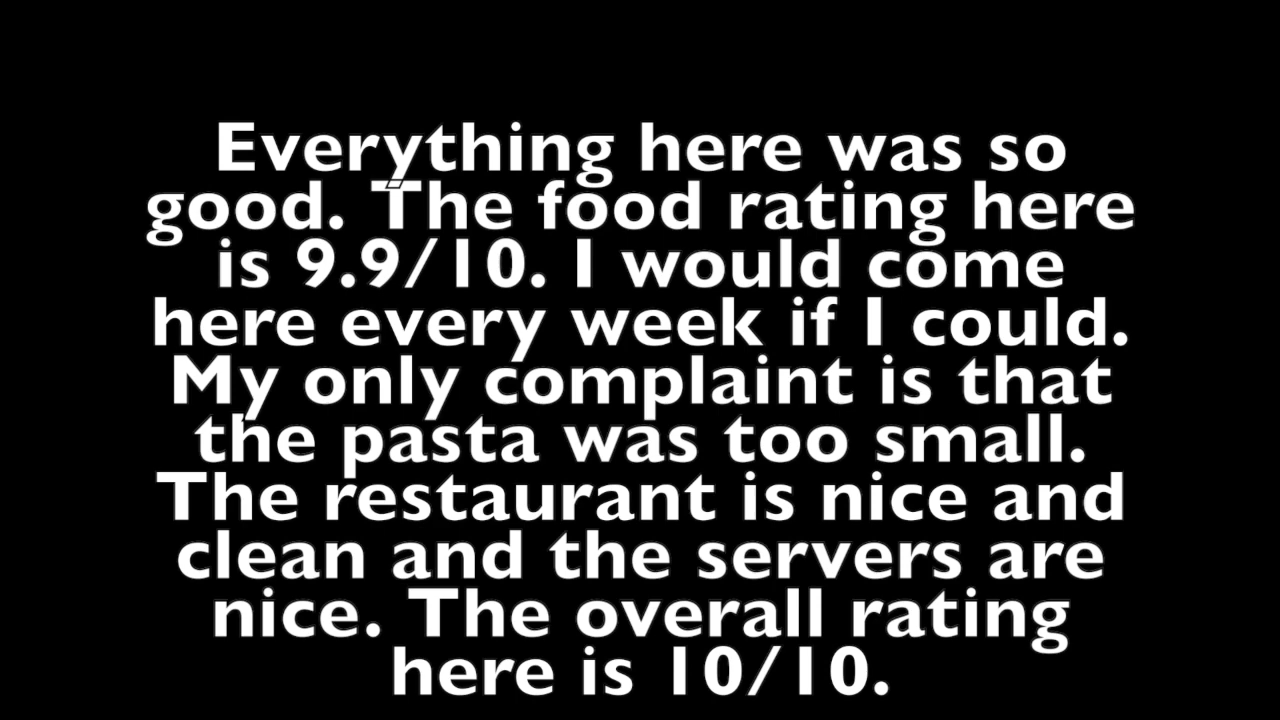 Everything here was so
good. The food rating here
is 9.9/10. I would come
here every week if I could.
My only complaint is that
the pasta was too small.
The restaurant is nice and
clean and the servers are
nice. The overall rating
here is 10/10.